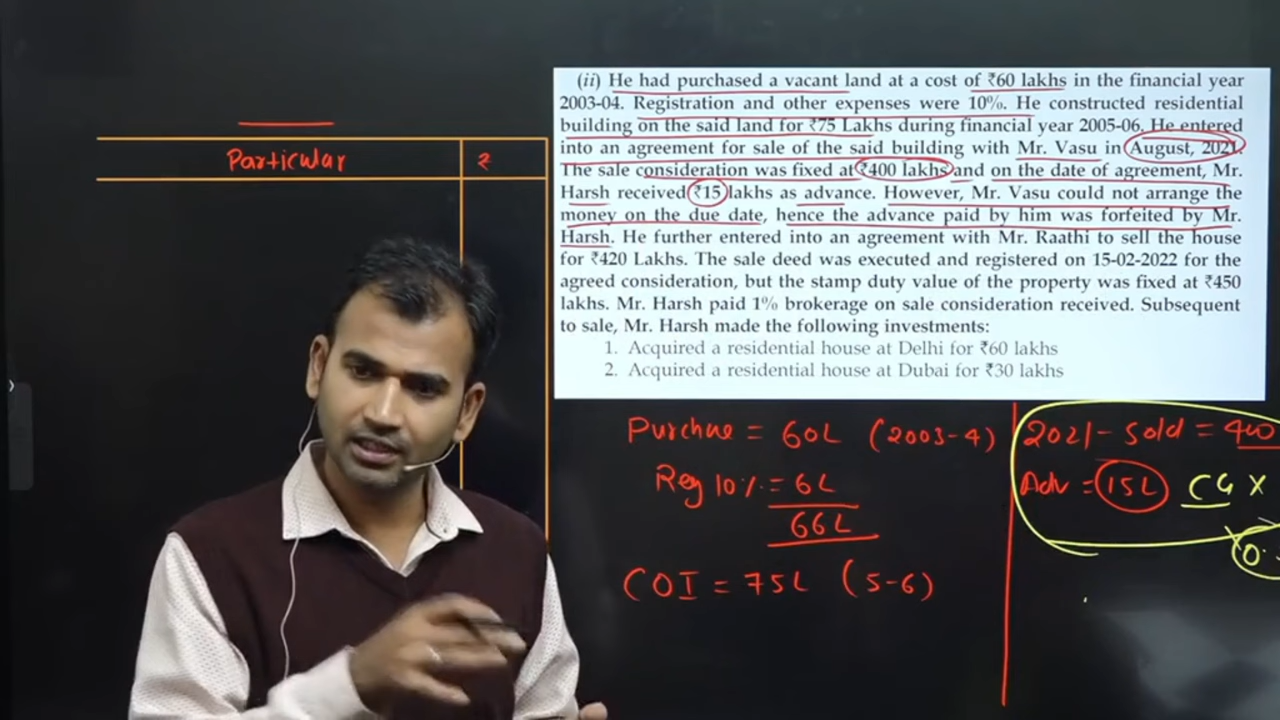 (ii) He had purchased a vacant land at a cost of ₹60 lakhs in the financial year
2003-04. Registration and other expenses were 10%. He constructed residential
building on the said land for ₹75 Lakhs during financial year 2005-06. He entered
into an agreement for sale of the said building with Mr. Vasu in August, 2021.
The sale consideration was fixed at ₹400 lakhs and on the date of agreement, Mr.
Harsh received ₹15 lakhs as advance. However, Mr. Vasu could not arrange the
money on the due date, hence the advance paid by him was forfeited by Mr.
Harsh. He further entered into an agreement with Mr. Raathi to sell the house
for ₹420 Lakhs. The sale deed was executed and registered on 15-02-2022 for the
agreed consideration, but the stamp duty value of the property was fixed at ₹450
lakhs. Mr. Harsh paid 1% brokerage on sale consideration received. Subsequent
to sale, Mr. Harsh made the following investments:
1. Acquired a residential house at Delhi for ₹60 lakhs
2. Acquired a residential house at Dubai for ₹30 lakhs
Particular ₹
Purchae = 60L (2003-4)
Reg 10% = 6L
66L
COI = 75L (5-6)
2021 - Sold = 400
Adv = 15L CG X